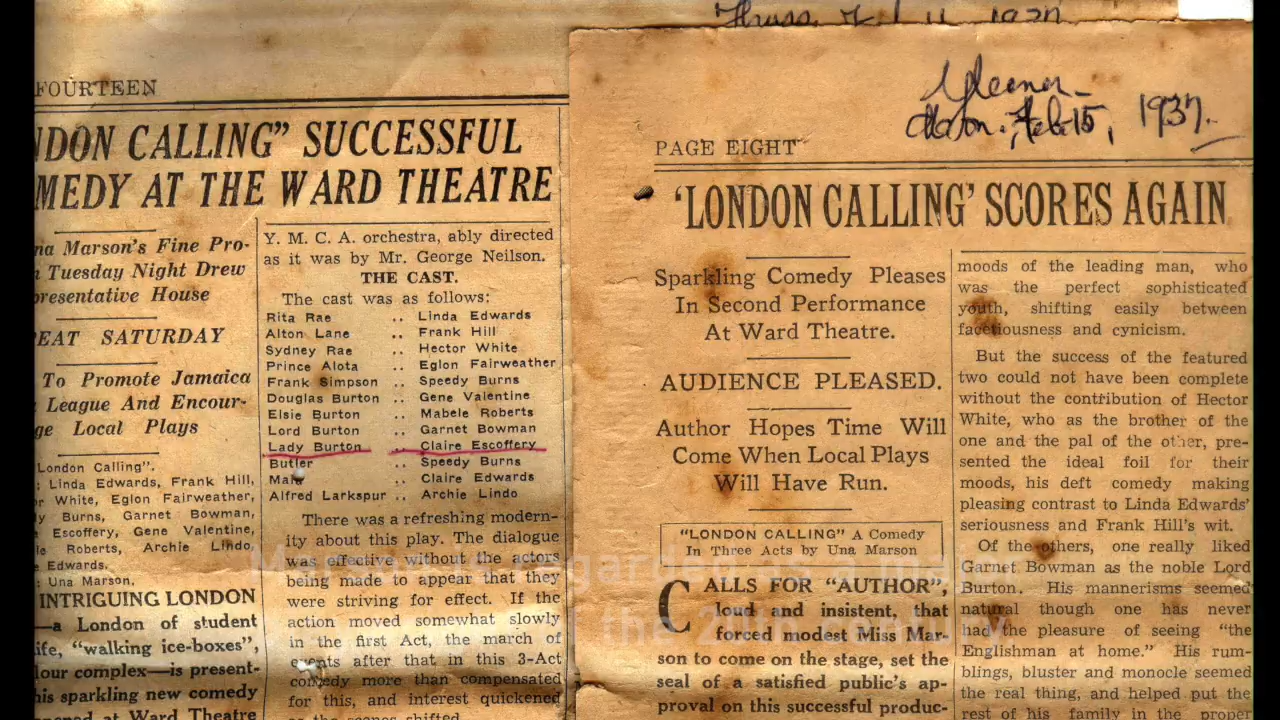 FOURTEEN
NDON CALLING" SUCCESSFUL
MEDY AT THE WARD THEATRE
na Marson's Fine Pro-
n Tuesday Night Drew
presentative House
EAT SATURDAY
To Promote Jamaica
League And Encour-
ge Local Plays
London Calling".
: Linda Edwards, Frank Hill,
or White, Eglon Fairweather,
y Burns, Garnet Bowman,
Escoffery, Gene Valentine,
le Roberts, Archie Lindo,
e Edwards.
: Una Marson.
INTRIGUING LONDON
—a London of student
ife, "walking ice-boxes",
lour complex—is present-
his sparkling new comedy
pened at Ward Theatre
Y. M. C. A. orchestra, ably directed
as it was by Mr. George Neilson.
THE CAST.
The cast was as follows:
Rita Rae .. Linda Edwards
Alton Lane .. Frank Hill
Sydney Rae .. Hector White
Prince Alota .. Eglon Fairweather
Frank Simpson .. Speedy Burns
Douglas Burton .. Gene Valentine
Elsie Burton .. Mabele Roberts
Lord Burton .. Garnet Bowman
Lady Burton .. Claire Escoffery
Butler .. Speedy Burns
Maid .. Claire Edwards
Alfred Larkspur .. Archie Lindo
There was a refreshing modern-
ity about this play. The dialogue
was effective without the actors
being made to appear that they
were striving for effect. If the
action moved somewhat slowly
in the first Act, the march of
events after that in this 3-Act
comedy more than compensated
for this, and interest quickened
as the scenes shifted.
Gleaner
Feb. 15, 1937.
PAGE EIGHT
'LONDON CALLING' SCORES AGAIN
Sparkling Comedy Pleases
In Second Performance
At Ward Theatre.
AUDIENCE PLEASED.
Author Hopes Time Will
Come When Local Plays
Will Have Run.
"LONDON CALLING" A Comedy
In Three Acts by Una Marson
CALLS FOR "AUTHOR",
loud and insistent, that
forced modest Miss Mar-
son to come on the stage, set the
seal of a satisfied public's ap-
proval on this successful produc-
moods of the leading man, who
was the perfect sophisticated
youth, shifting easily between
facetiousness and cynicism.
But the success of the featured
two could not have been complete
without the contribution of Hector
White, who as the brother of the
one and the pal of the other, pre-
sented the ideal foil for their
moods, his deft comedy making
pleasing contrast to Linda Edwards'
seriousness and Frank Hill's wit.
Of the others, one really liked
Garnet Bowman as the noble Lord
Burton. His mannerisms seemed
natural though one has never
had the pleasure of seeing "the
Englishman at home." His rum-
blings, bluster and monocle seemed
the real thing, and helped put the
rest of his family in the proper
of the 20th century